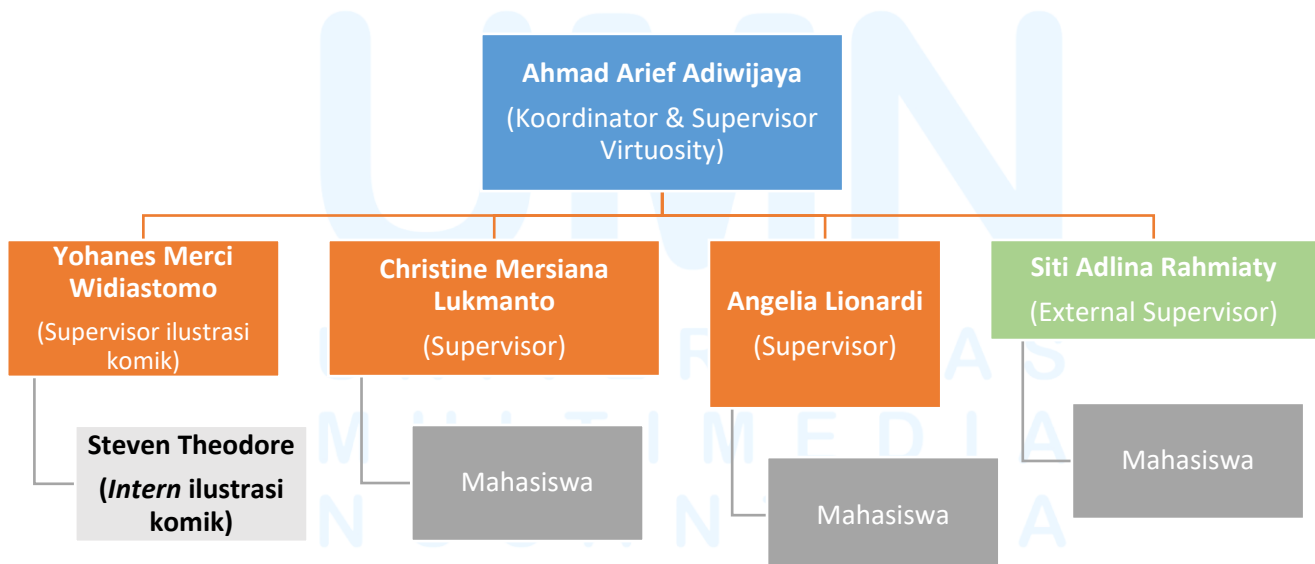 Ahmad Arief Adiwijaya
(Koordinator & Supervisor
Virtuosity)
Yohanes Merci
Widiastomo
(Supervisor ilustrasi
komik)
Christine Mersiana
Lukmanto
(Supervisor)
Angelia Lionardi
(Supervisor)
Siti Adlina Rahmiaty
(External Supervisor)
Steven Theodore
(Intern ilustrasi
komik)
Mahasiswa
Mahasiswa
Mahasiswa
UMN